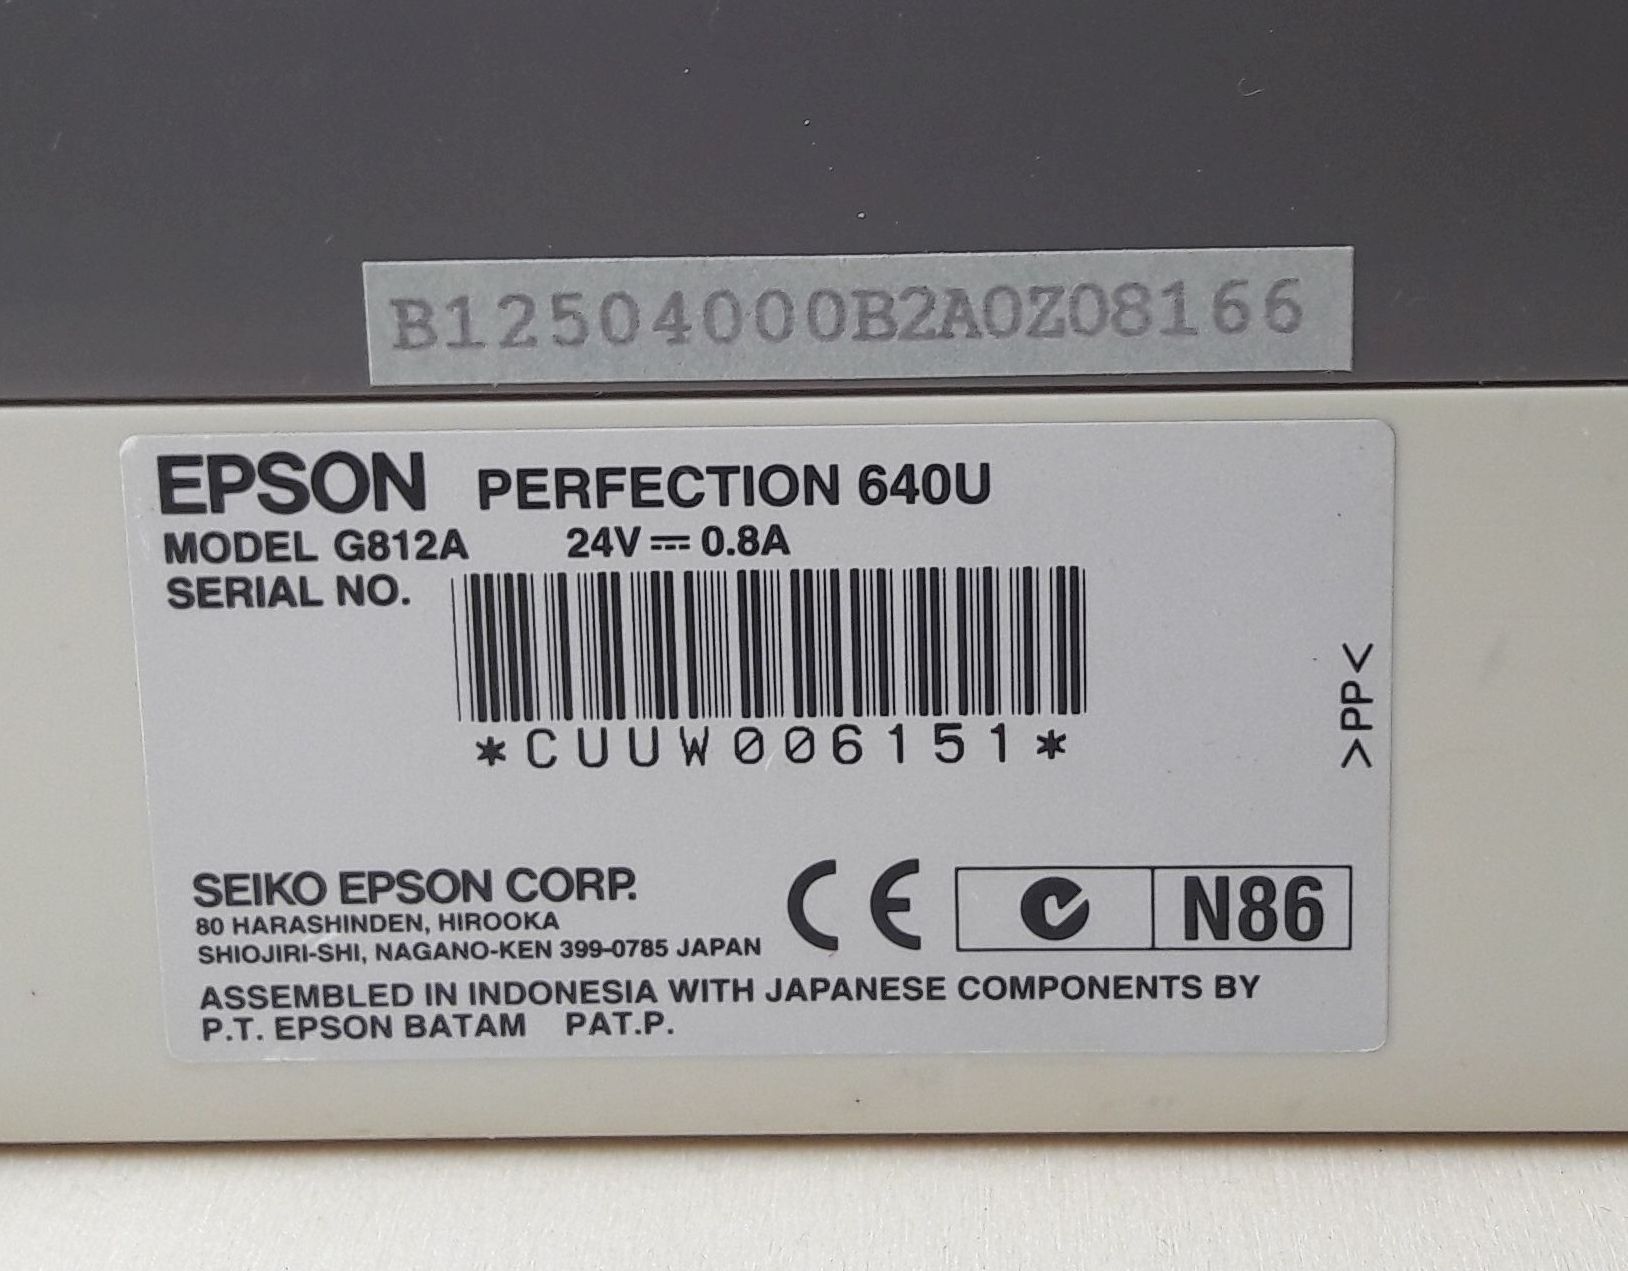 B12504000B2A0Z08166
EPSON PERFECTION 640U
MODEL G812A 24V ⎓ 0.8A
SERIAL NO.
*CUUW006151*
>PP<
SEIKO EPSON CORP.
80 HARASHINDEN, HIROOKA
SHIOJIRI-SHI, NAGANO-KEN 399-0785 JAPAN
CE
N86
ASSEMBLED IN INDONESIA WITH JAPANESE COMPONENTS BY
P.T. EPSON BATAM PAT.P.